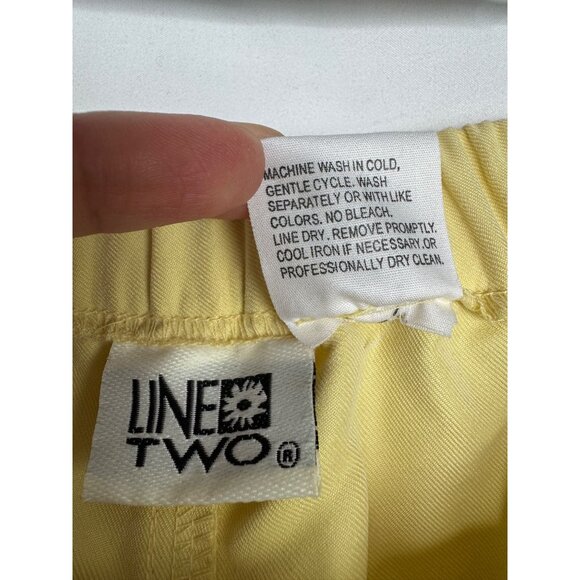 MACHINE WASH IN COLD,
GENTLE CYCLE. WASH
SEPARATELY OR WITH LIKE
COLORS. NO BLEACH.
LINE DRY. REMOVE PROMPTLY.
COOL IRON IF NECESSARY, OR
PROFESSIONALLY DRY CLEAN.
LINE
TWO ®